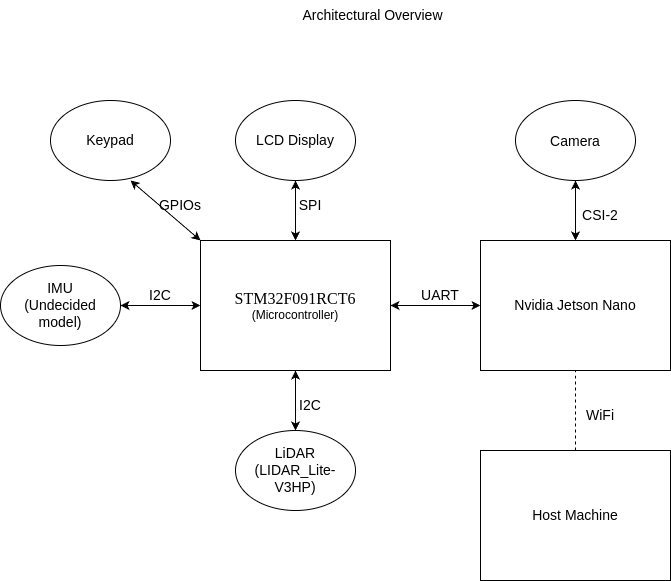 Architectural Overview
Keypad
LCD Display
Camera
GPIOs
SPI
CSI-2
IMU
(Undecided
model)
I2C
STM32F091RCT6
(Microcontroller)
UART
Nvidia Jetson Nano
I2C
WiFi
LiDAR
(LIDAR_Lite-
V3HP)
Host Machine